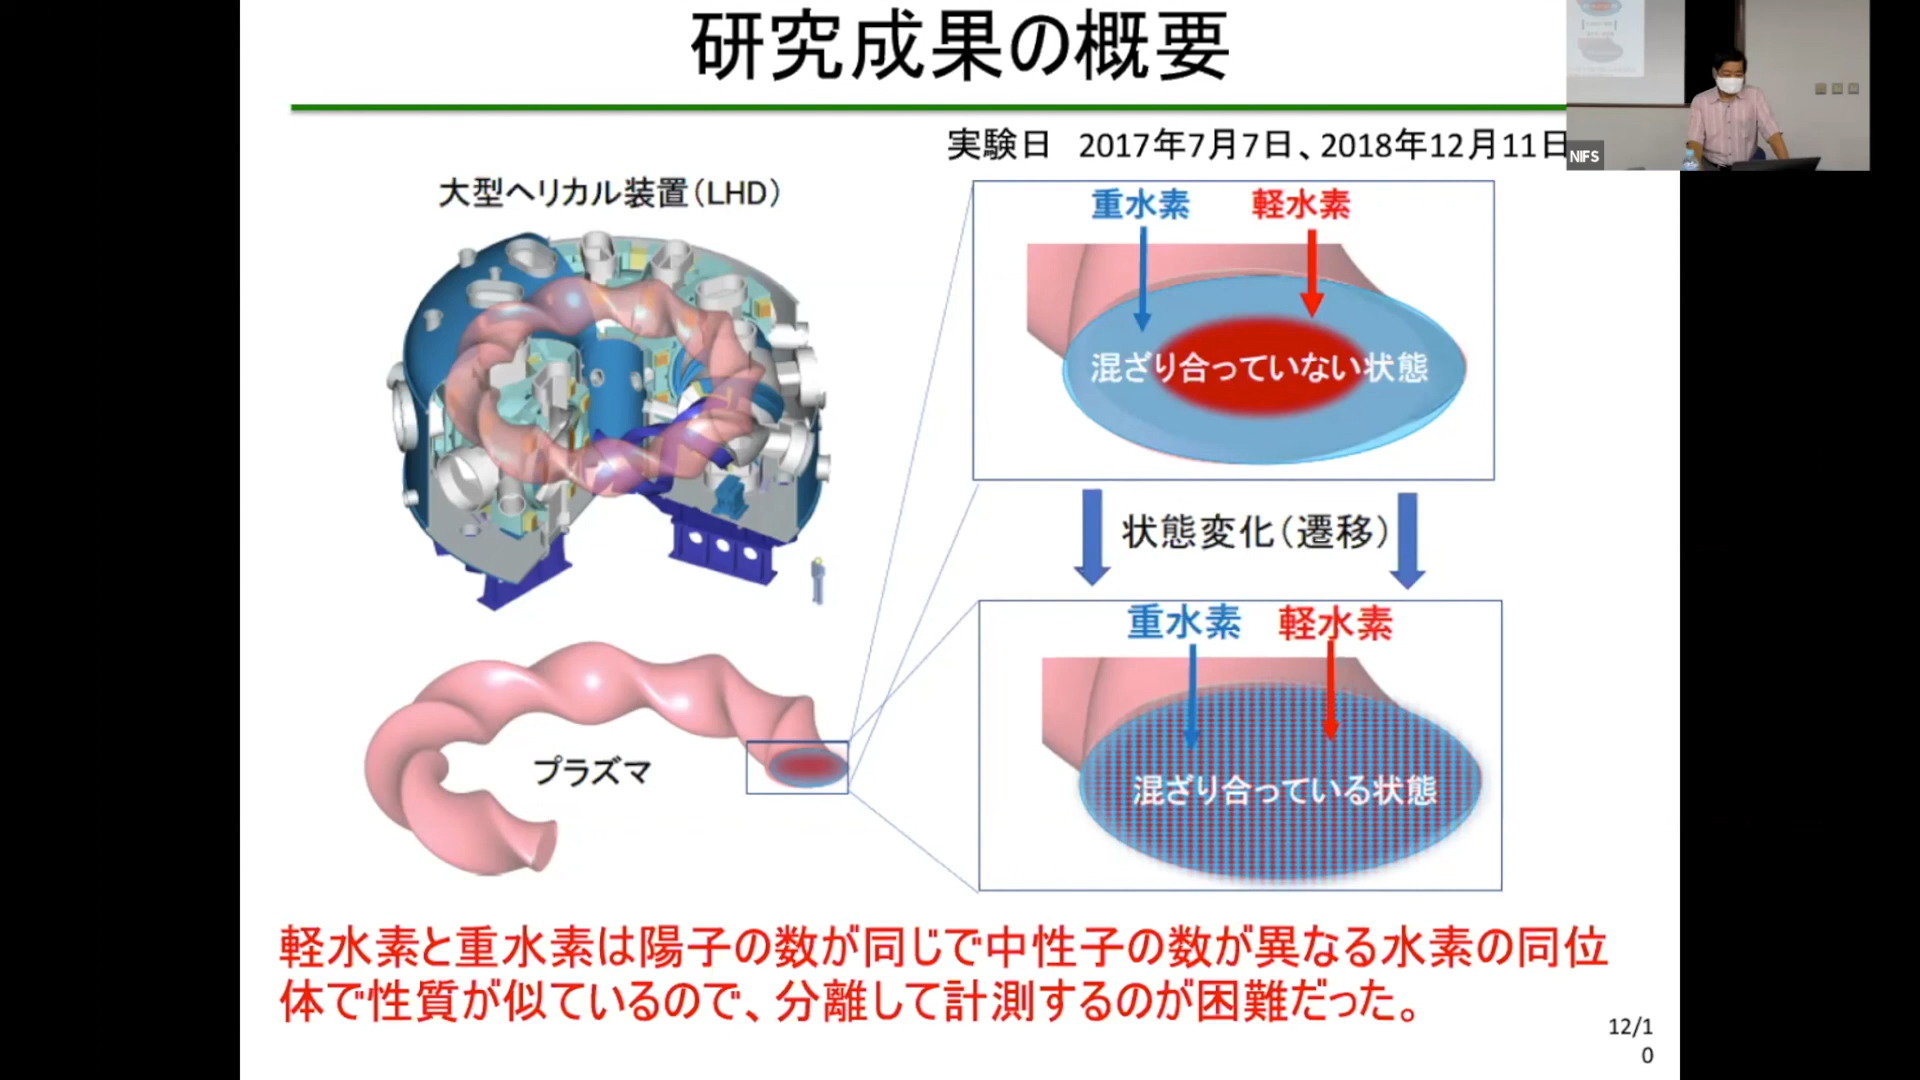 研究成果の概要
実験日 2017年7月7日、2018年12月11日
NIFS
大型ヘリカル装置(LHD)
重水素 軽水素
混ざり合っていない状態
状態変化(遷移)
重水素 軽水素
混ざり合っている状態
プラズマ
軽水素と重水素は陽子の数が同じで中性子の数が異なる水素の同位
体で性質が似ているので、分離して計測するのが困難だった。
12/1
0